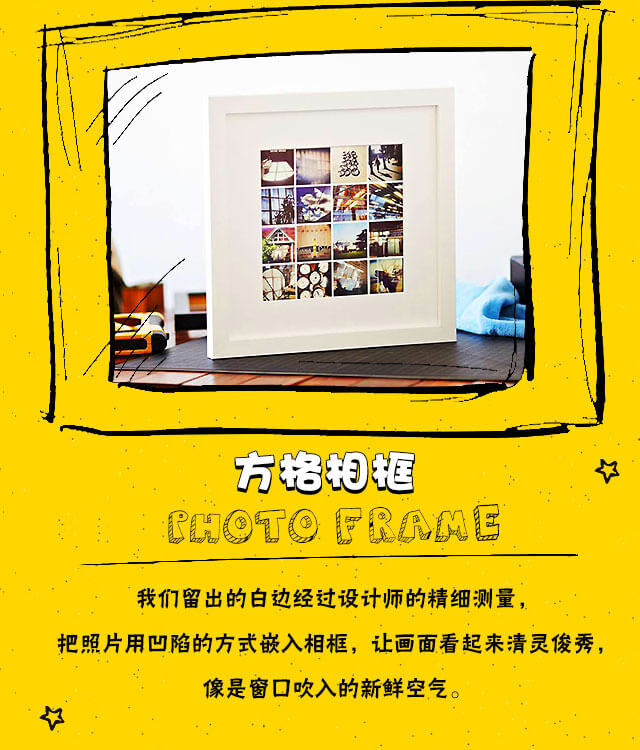 方格相框
PHOTO FRAME
我们留出的白边经过设计师的精细测量，
把照片用凹陷的方式嵌入相框，让画面看起来清灵俊秀，
像是窗口吹入的新鲜空气。